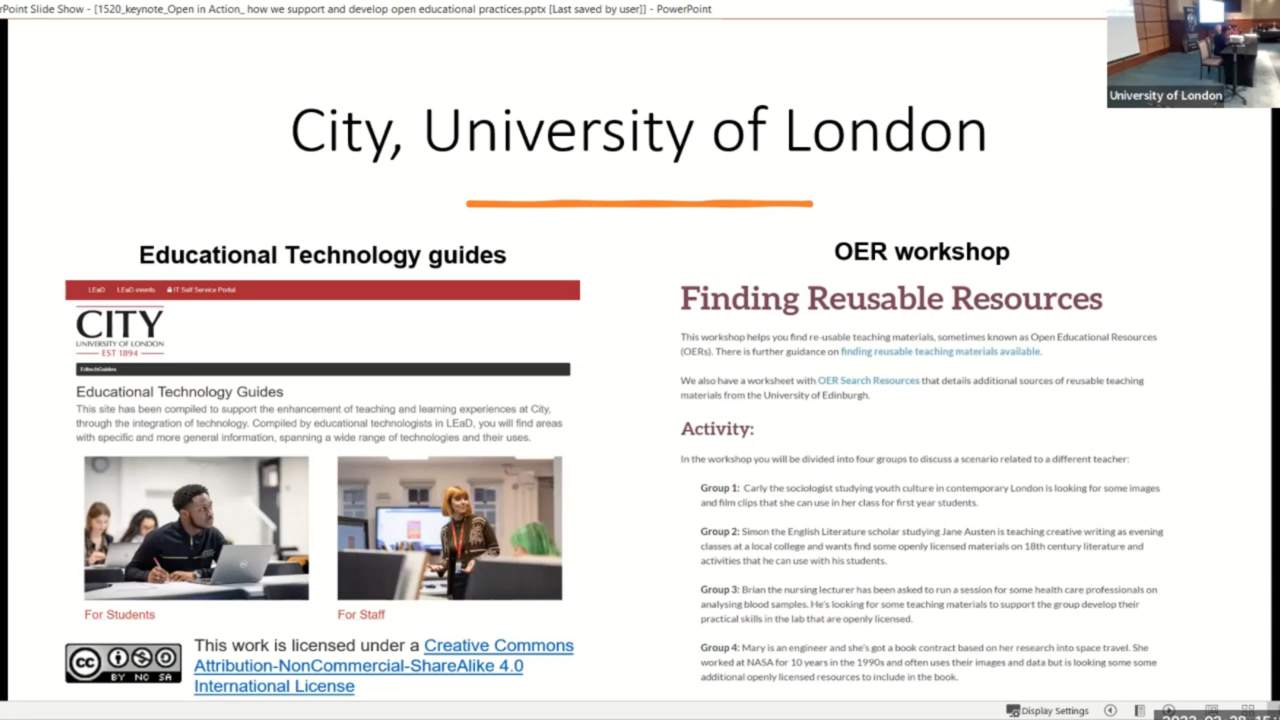 rPoint Slide Show - [1520_keynote_Open in Action_ how we support and develop open educational practices.pptx [Last saved by user]] - PowerPoint
University of London
City, University of London
Educational Technology guides
LEaD LEaD events IT Self Service Portal
CITY
UNIVERSITY OF LONDON
EST 1894
EdtechGuides
Educational Technology Guides
This site has been compiled to support the enhancement of teaching and learning experiences at City,
through the integration of technology. Compiled by educational technologists in LEaD, you will find areas
with specific and more general information, spanning a wide range of technologies and their uses.
For Students
For Staff
cc BY NC SA
This work is licensed under a Creative Commons
Attribution-NonCommercial-ShareAlike 4.0
International License
OER workshop
Finding Reusable Resources
This workshop helps you find re-usable teaching materials, sometimes known as Open Educational Resources
(OERs). There is further guidance on finding reusable teaching materials available.
We also have a worksheet with OER Search Resources that details additional sources of reusable teaching
materials from the University of Edinburgh.
Activity:
In the workshop you will be divided into four groups to discuss a scenario related to a different teacher:
Group 1: Carly the sociologist studying youth culture in contemporary London is looking for some images
and film clips that she can use in her class for first year students.
Group 2: Simon the English Literature scholar studying Jane Austen is teaching creative writing as evening
classes at a local college and wants find some openly licensed materials on 18th century literature and
activities that he can use with his students.
Group 3: Brian the nursing lecturer has been asked to run a session for some health care professionals on
analysing blood samples. He's looking for some teaching materials to support the group develop their
practical skills in the lab that are openly licensed.
Group 4: Mary is an engineer and she's got a book contract based on her research into space travel. She
worked at NASA for 10 years in the 1990s and often uses their images and data but is looking some some
additional openly licensed resources to include in the book.
Display Settings